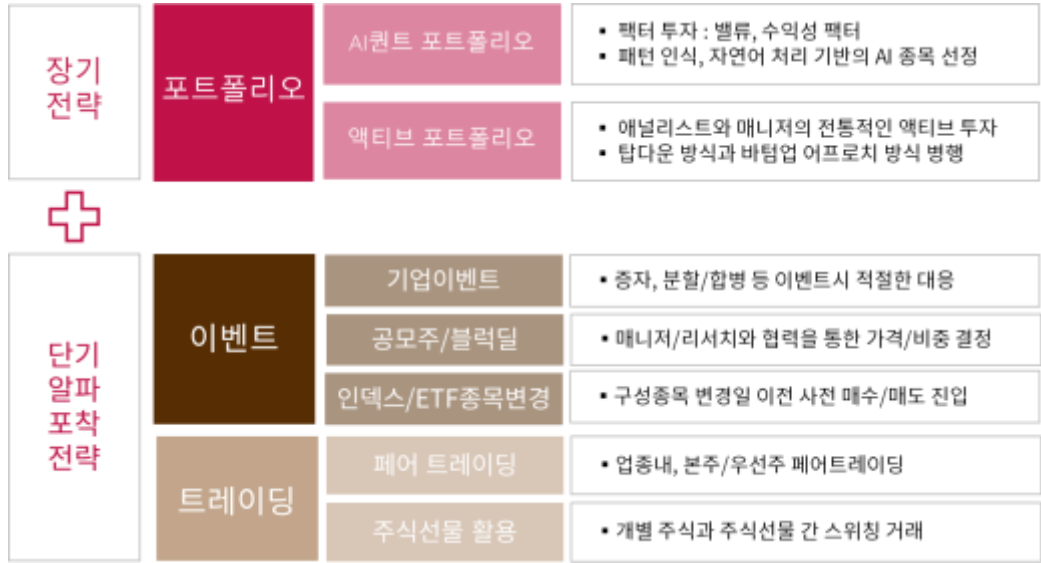 장기
전략
포트폴리오
AI퀀트 포트폴리오
▪ 팩터 투자 : 밸류, 수익성 팩터
▪ 패턴 인식, 자연어 처리 기반의 AI 종목 선정
액티브 포트폴리오
▪ 애널리스트와 매니저의 전통적인 액티브 투자
▪ 탑다운 방식과 바텀업 어프로치 방식 병행
단기
알파
포착
전략
이벤트
기업이벤트
▪ 증자, 분할/합병 등 이벤트시 적절한 대응
공모주/블럭딜
▪ 매니저/리서치와 협력을 통한 가격/비중 결정
인덱스/ETF종목변경
▪ 구성종목 변경일 이전 사전 매수/매도 진입
트레이딩
페어 트레이딩
▪ 업종내, 본주/우선주 페어트레이딩
주식선물 활용
▪ 개별 주식과 주식선물 간 스위칭 거래